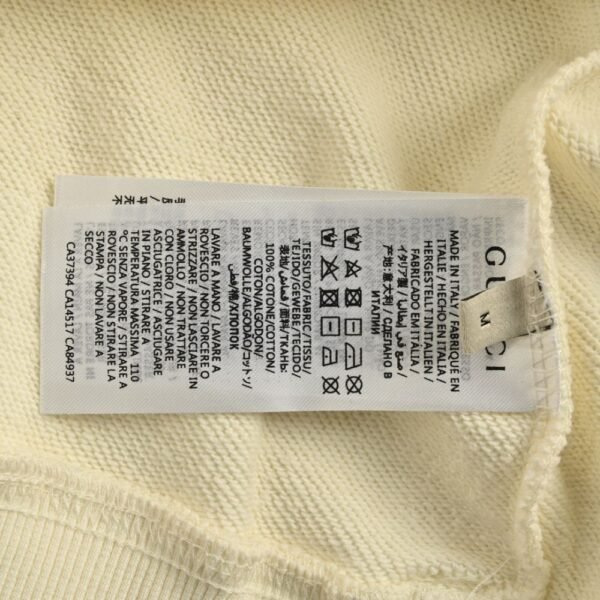 GUCCI
M
MADE IN ITALY / FABRIQUÉ EN
ITALIE / HECHO EN ITALIA /
HERGESTELLT IN ITALIEN /
FABRICADO EM ITÁLIA /
イタリア製 / صنع في إيطاليا /
产地:意大利 / СДЕЛАНО В
ИТАЛИИ
TESSUTO/FABRIC/TISSU/
TEJIDO/GEWEBE/TECIDO/
表地/قماش/面料/ТКАНЬ:
100% COTONE/COTTON/
COTON/ALGODON/
BAUMWOLLE/ALGODÃO/コットン/
قطن/棉/ХЛОПОК
LAVARE A MANO / LAVARE A
ROVESCIO / NON TORCERE O
STRIZZARE / NON LASCIARE IN
AMMOLLO / NON TRATTARE
CON CLORO / NON USARE
ASCIUGATRICE / ASCIUGARE
IN PIANO / STIRARE A
TEMPERATURA MASSIMA 110
°C SENZA VAPORE / STIRARE A
ROVESCIO / NON STIRARE LA
STAMPA / NON LAVARE A
SECCO
CA37394 CA14517 CA84937